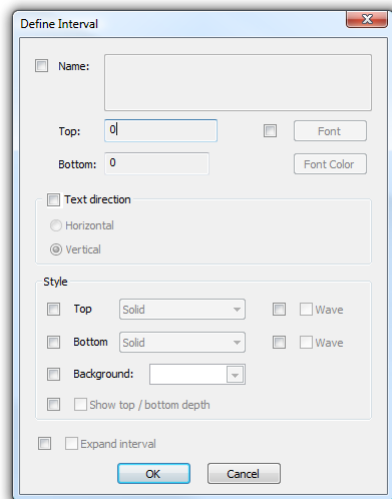 Define Interval
Name:
Top: 0 Font
Bottom: 0 Font Color
Text direction
Horizontal
Vertical
Style
Top Solid Wave
Bottom Solid Wave
Background:
Show top / bottom depth
Expand interval
OK Cancel